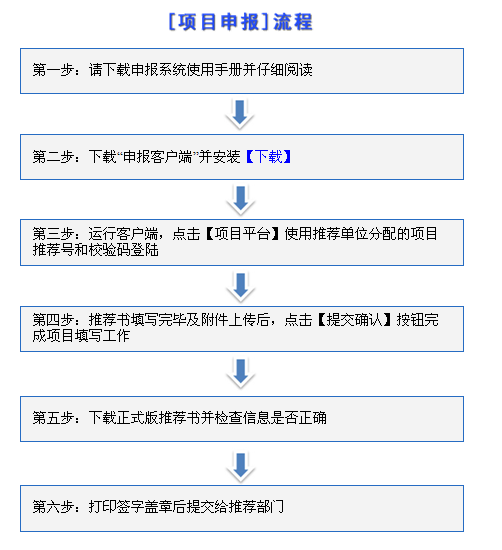 [项目申报]流程
第一步：请下载申报系统使用手册并仔细阅读
第二步：下载“申报客户端”并安装【下载】
第三步：运行客户端，点击【项目平台】使用推荐单位分配的项目
推荐号和校验码登陆
第四步：推荐书填写完毕及附件上传后，点击【提交确认】按钮完
成项目填写工作
第五步：下载正式版推荐书并检查信息是否正确
第六步：打印签字盖章后提交给推荐部门